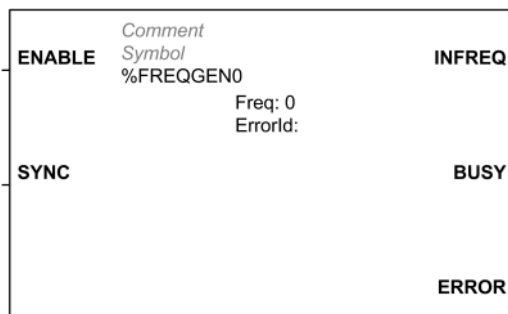 Comment
ENABLE Symbol INFREQ
%FREQGEN0
Freq: 0
ErrorId:
SYNC BUSY
ERROR